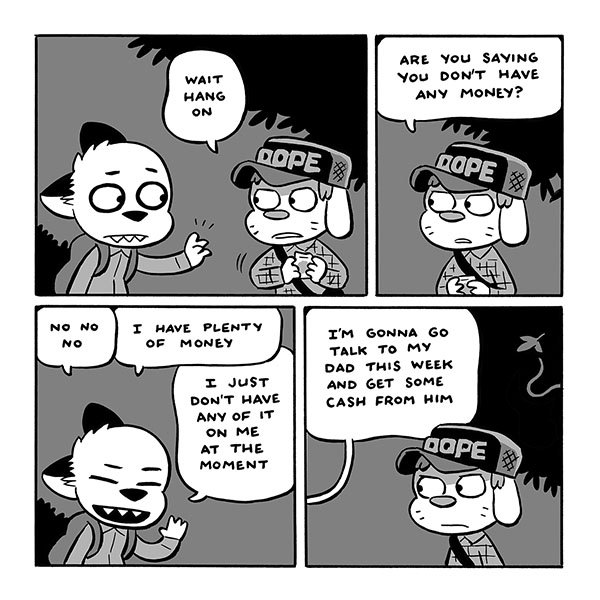 WAIT
HANG
ON
DOPE
ARE YOU SAYING
YOU DON'T HAVE
ANY MONEY?
DOPE
NO NO
NO
I HAVE PLENTY
OF MONEY
I JUST
DON'T HAVE
ANY OF IT
ON ME
AT THE
MOMENT
I'M GONNA GO
TALK TO MY
DAD THIS WEEK
AND GET SOME
CASH FROM HIM
DOPE